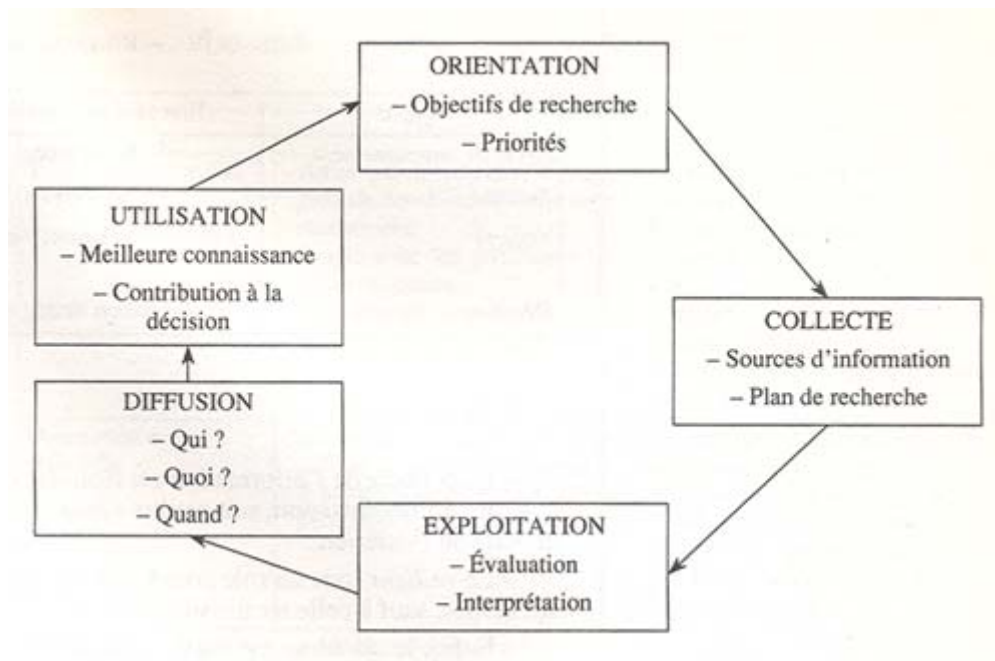 ORIENTATION
– Objectifs de recherche
– Priorités
COLLECTE
– Sources d'information
– Plan de recherche
EXPLOITATION
– Évaluation
– Interprétation
DIFFUSION
– Qui ?
– Quoi ?
– Quand ?
UTILISATION
– Meilleure connaissance
– Contribution à la
décision